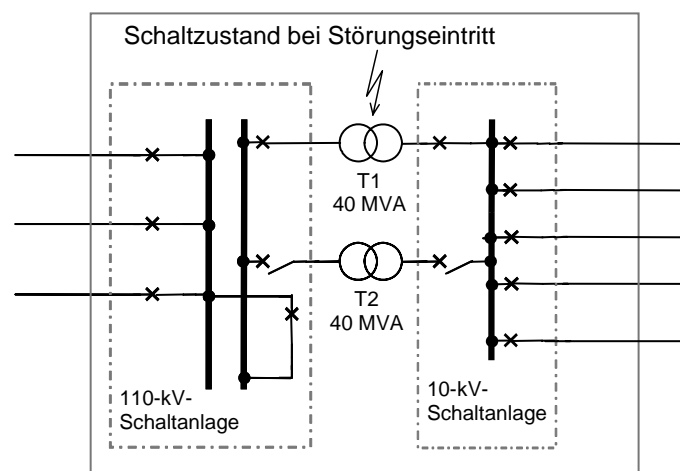 Schaltzustand bei Störungseintritt
T1
40 MVA
T2
40 MVA
110-kV-
Schaltanlage
10-kV-
Schaltanlage